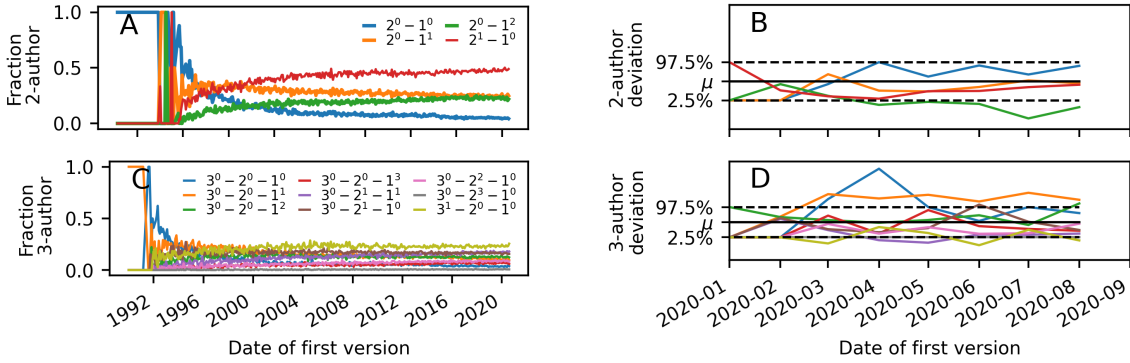 A
1.0
0.5
0.0
Fraction
2-author
2⁰ − 1⁰
2⁰ − 1¹
2⁰ − 1²
2¹ − 1⁰
B
2-author
deviation
97.5%
μ
2.5%
C
1.0
0.5
0.0
Fraction
3-author
3⁰ − 2⁰ − 1⁰
3⁰ − 2⁰ − 1¹
3⁰ − 2⁰ − 1²
3⁰ − 2⁰ − 1³
3⁰ − 2¹ − 1¹
3⁰ − 2¹ − 1⁰
3⁰ − 2² − 1⁰
3⁰ − 2³ − 1⁰
3¹ − 2⁰ − 1⁰
1992 1996 2000 2004 2008 2012 2016 2020
Date of first version
D
3-author
deviation
97.5%
μ
2.5%
2020-01 2020-02 2020-03 2020-04 2020-05 2020-06 2020-07 2020-08 2020-09
Date of first version